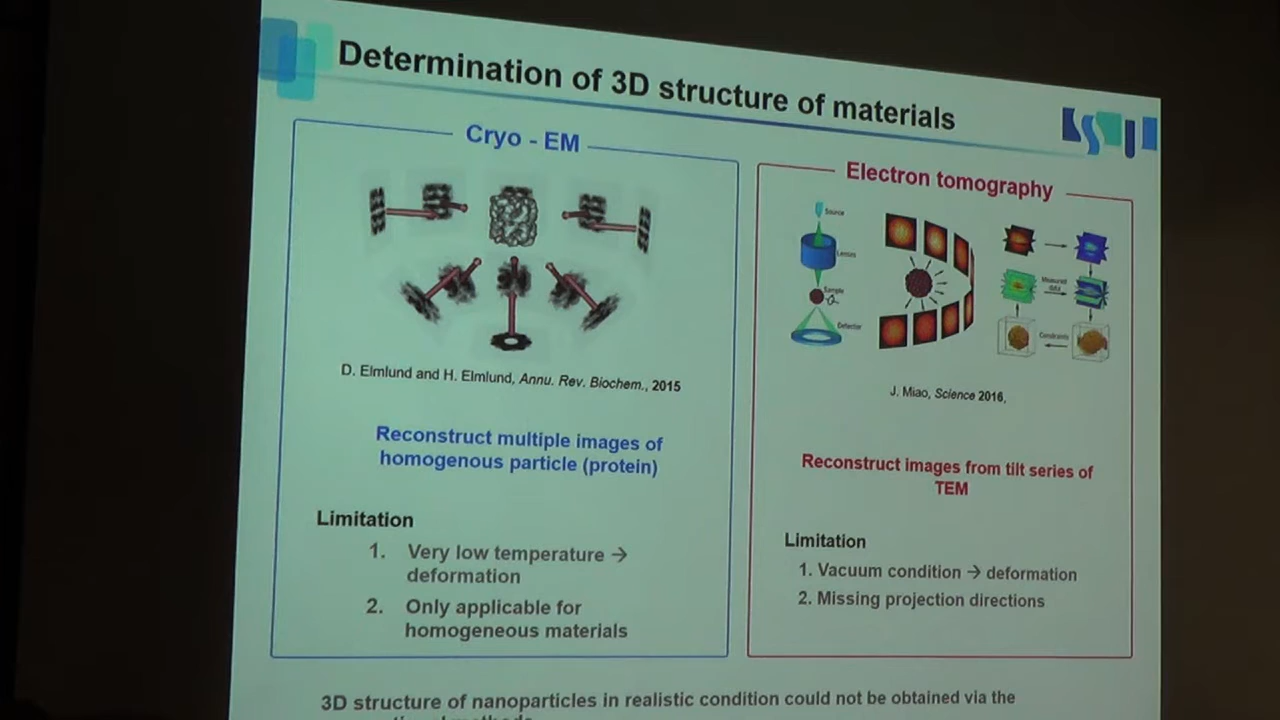 Determination of 3D structure of materials
Cryo - EM
D. Elmlund and H. Elmlund, Annu. Rev. Biochem., 2015
Reconstruct multiple images of
homogenous particle (protein)
Limitation
1. Very low temperature →
deformation
2. Only applicable for
homogeneous materials
Electron tomography
Source
Lenses
Sample
Detector
Measured
data
Constraints
J. Miao, Science 2016,
Reconstruct images from tilt series of
TEM
Limitation
1. Vacuum condition → deformation
2. Missing projection directions
3D structure of nanoparticles in realistic condition could not be obtained via the